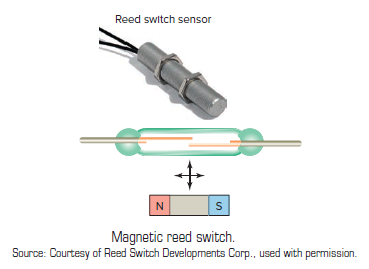 Reed switch sensor
N
S
Magnetic reed switch.
Source: Courtesy of Reed Switch Developments Corp., used with permission.